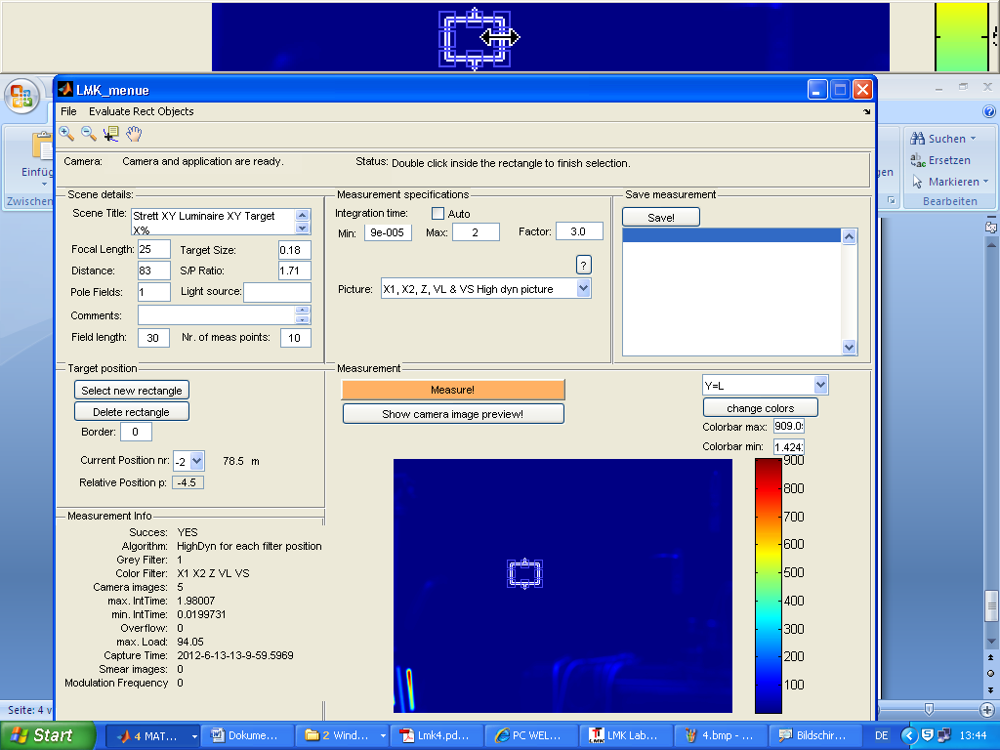 LMK_menue
File Evaluate Rect Objects
Camera: Camera and application are ready. Status: Double click inside the rectangle to finish selection.
Suchen
Ersetzen
Markieren
Bearbeiten
Einfüg
Zwischen
gen
Scene details:
Scene Title: Strett XY Luminaire XY Target
X%
Focal Length: 25 Target Size: 0.18
Distance: 83 S/P Ratio: 1.71
Pole Fields: 1 Light source:
Comments:
Field length: 30 Nr. of meas points: 10
Measurement specifications
Integration time: Auto
Min: 9e-005 Max: 2 Factor: 3.0
?
Picture: X1, X2, Z, VL & VS High dyn picture
Save measurement
Save!
Target position
Select new rectangle
Delete rectangle
Border: 0
Current Position nr: -2 78.5 m
Relative Position p: -4.5
Measurement
Measure!
Show camera image preview!
Y=L
change colors
Colorbar max: 909.0
Colorbar min: 1.424
900
800
700
600
500
400
300
200
100
Measurement Info
Succes: YES
Algorithm: HighDyn for each filter position
Grey Filter: 1
Color Filter: X1 X2 Z VL VS
Camera images: 5
max. IntTime: 1.98007
min. IntTime: 0.0199731
Overflow: 0
max. Load: 94.05
Capture Time: 2012-6-13-13-9-59.5969
Smear images: 0
Modulation Frequency 0
Seite: 4 v
Start 4 MAT... Dokume... 2 Wind... Lmk4.pd... PC WEL... LMK Lab... 4.bmp - ... Bildschir... DE 13:44